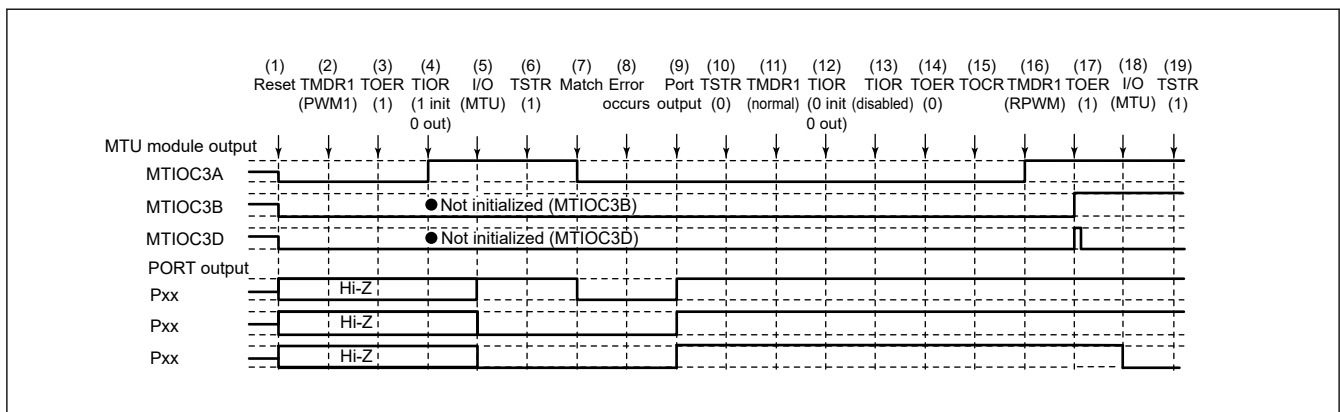 (1) (2) (3) (4) (5) (6) (7) (8) (9) (10) (11) (12) (13) (14) (15) (16) (17) (18) (19)
Reset TMDR1 TOER TIOR I/O TSTR Match Error Port TSTR TMDR1 TIOR TIOR TOER TOCR TMDR1 TOER I/O TSTR
(PWM1) (1) (1 init (MTU) (1) occurs output (0) (normal) (0 init (disabled) (0) (RPWM) (1) (MTU) (1)
0 out) 0 out)
MTU module output
MTIOC3A
MTIOC3B ●Not initialized (MTIOC3B)
MTIOC3D ●Not initialized (MTIOC3D)
PORT output
Pxx Hi-Z
Pxx Hi-Z
Pxx Hi-Z